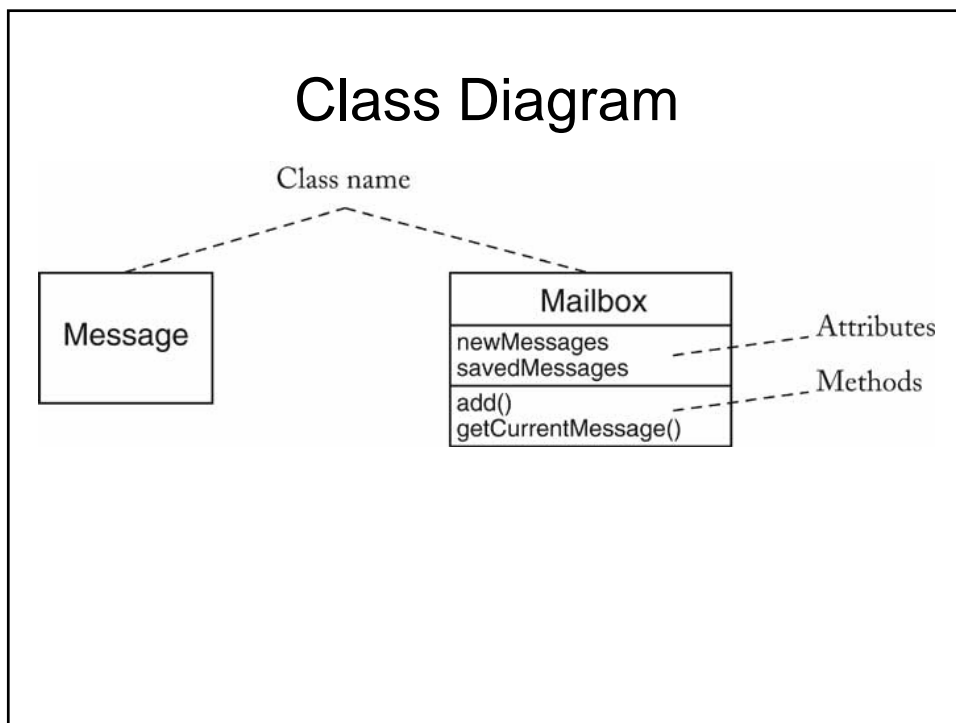 Class Diagram
Class name
Message
Mailbox
newMessages
savedMessages
Attributes
add()
getCurrentMessage()
Methods